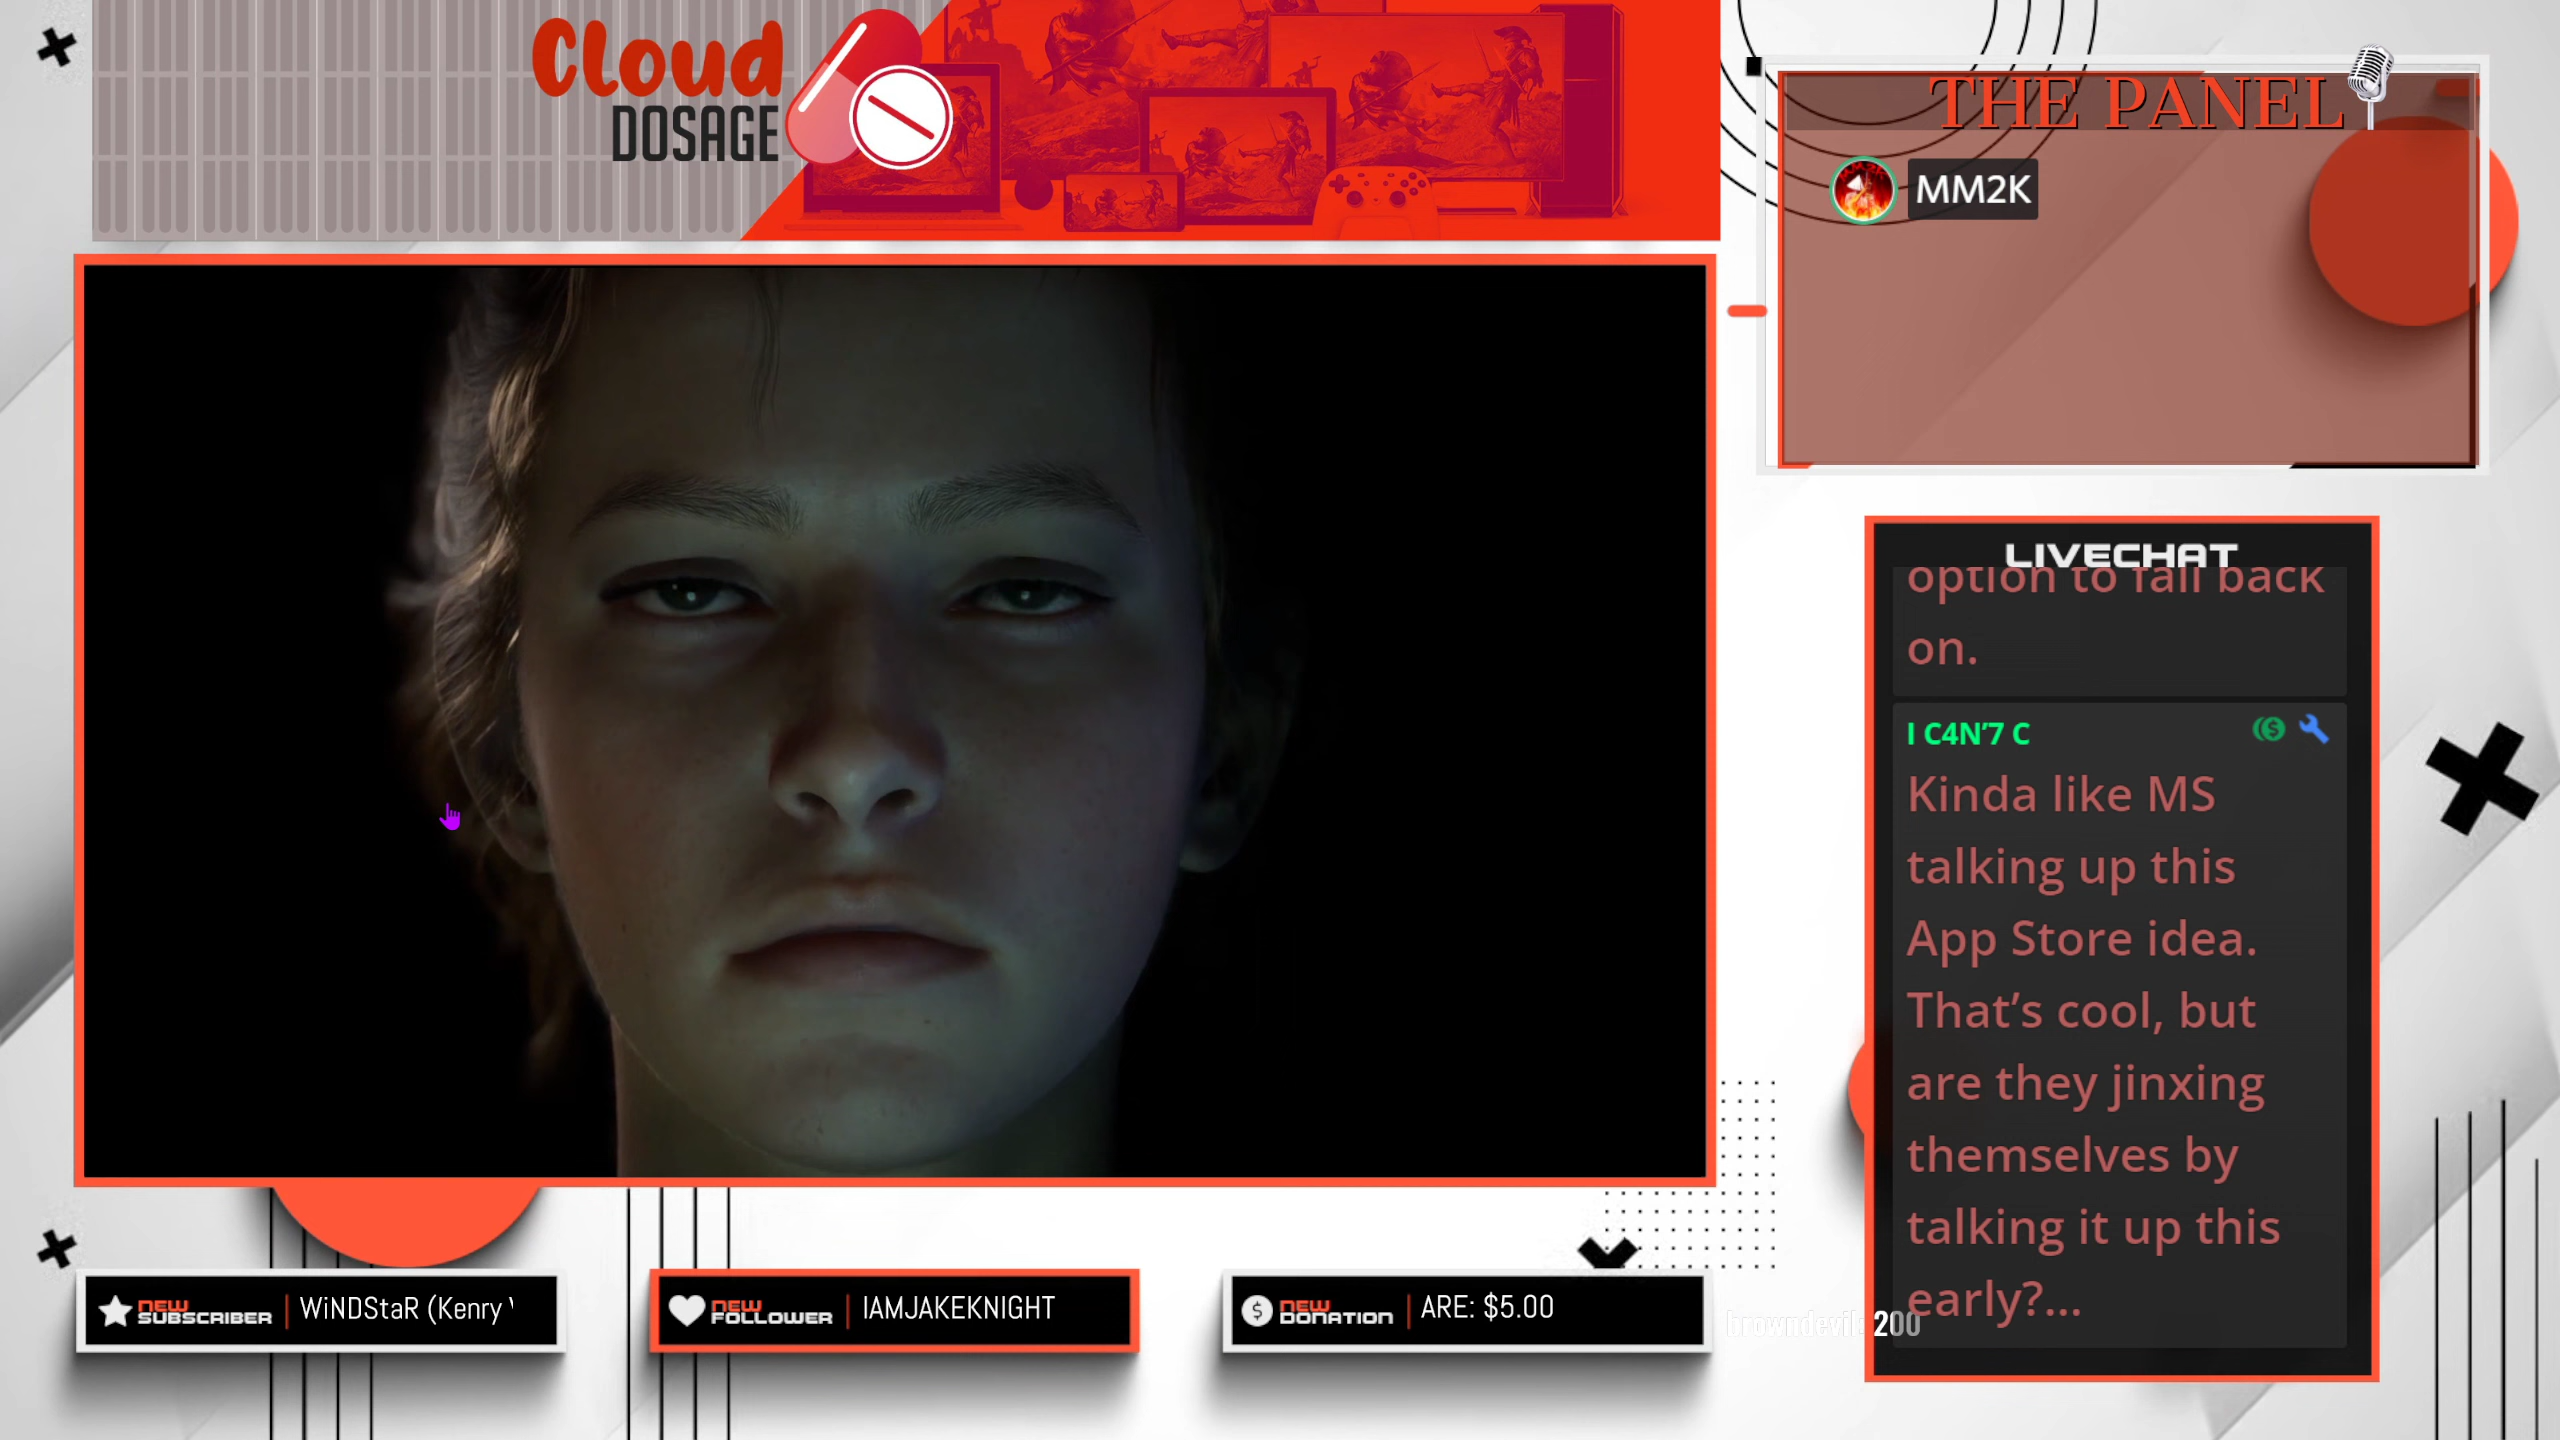 Cloud
DOSAGE
THE PANEL
MM2K
LIVECHAT
option to fall back
on.
I C4N'7 C
Kinda like MS
talking up this
App Store idea.
That's cool, but
are they jinxing
themselves by
talking it up this
early?...
NEW
SUBSCRIBER
WiNDStaR (Kenry
NEW
FOLLOWER
IAMJAKEKNIGHT
NEW
DONATION
ARE: $5.00
browndevil: 200